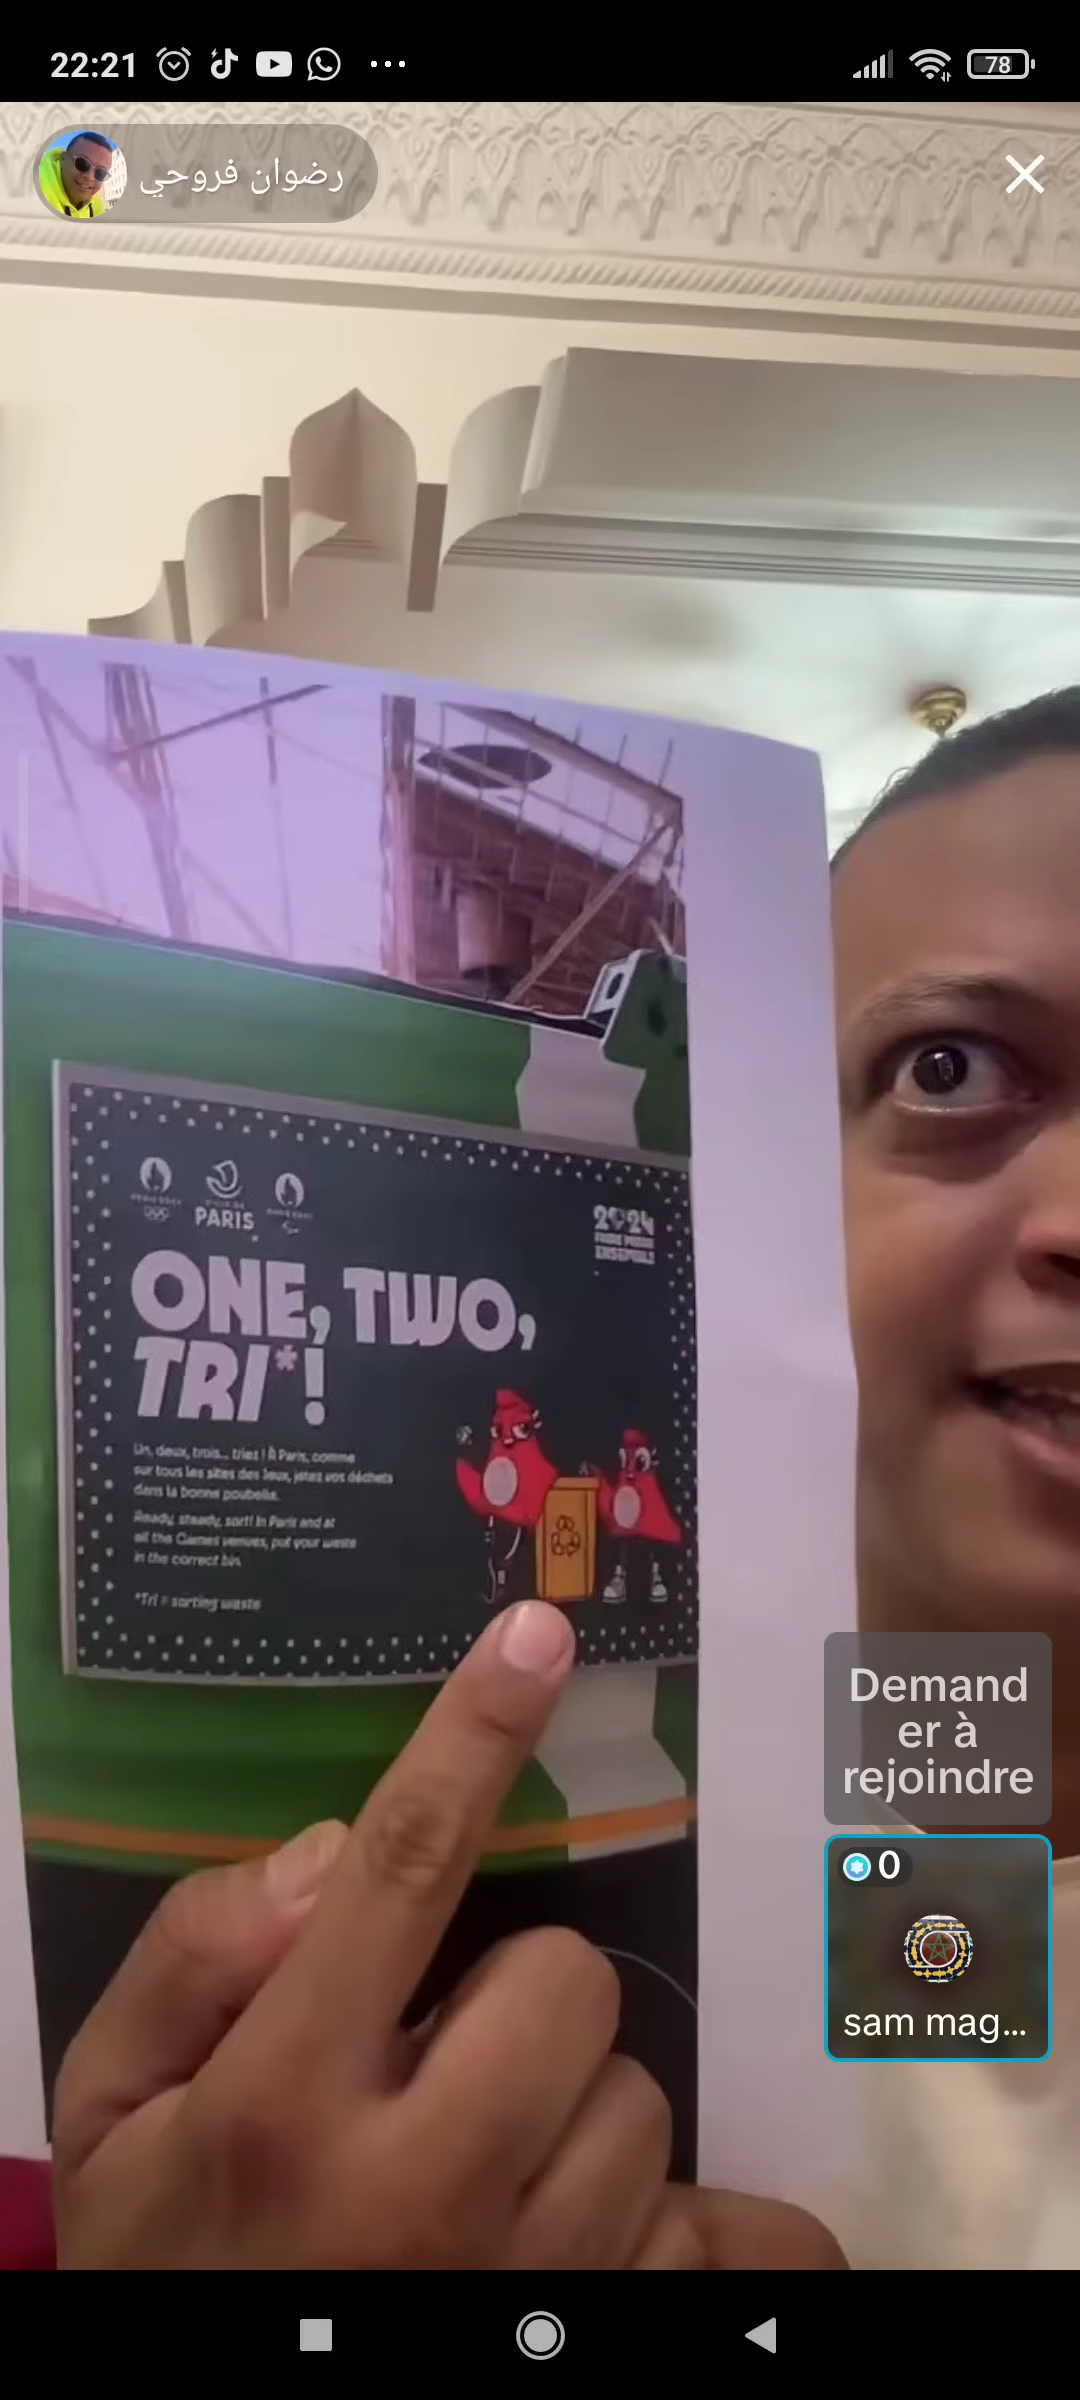 22:21
78
رضوان فروحي
PARIS
2024
ENSEMBLE
ONE, TWO,
TRI*!
Un, deux, trois... triez ! À Paris, comme
sur tous les sites des Jeux, jetez vos déchets
dans la bonne poubelle.
Ready, steady, sort! In Paris and at
all the Games venues, put your waste
in the correct bin.
*Tri = sorting waste
Demand
er à
rejoindre
0
sam mag...